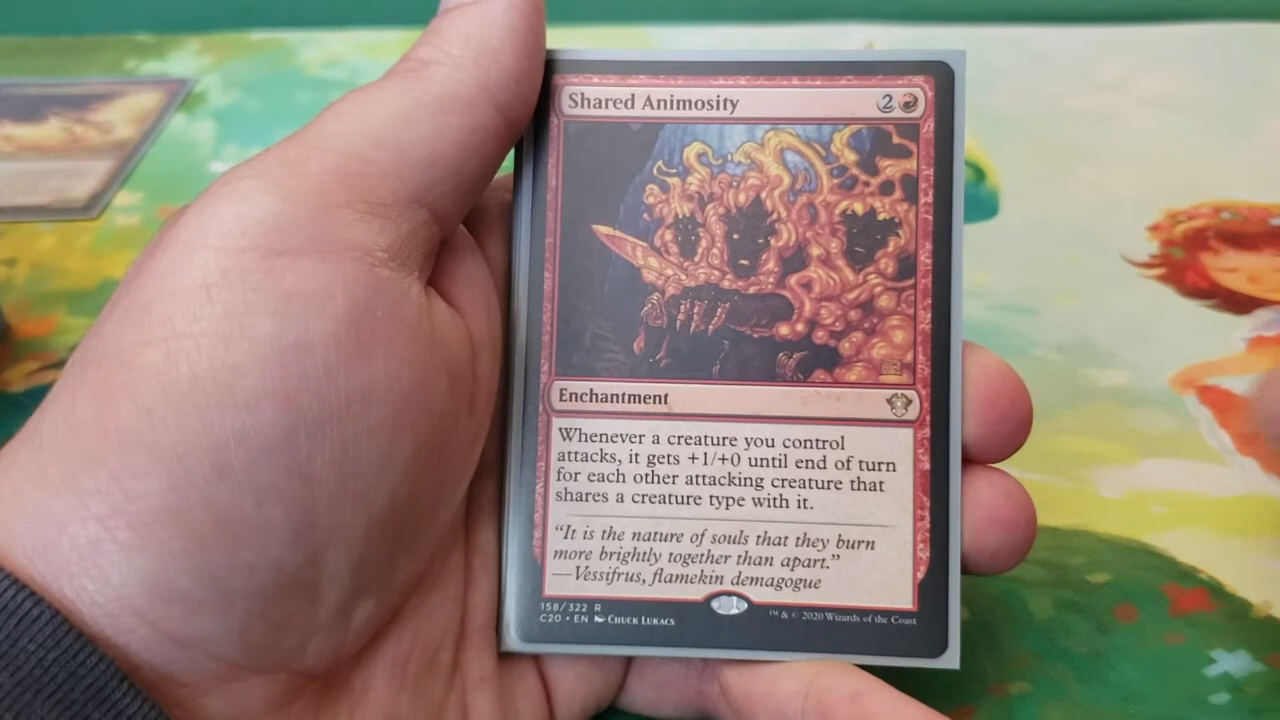 Shared Animosity 2
Enchantment
Whenever a creature you control
attacks, it gets +1/+0 until end of turn
for each other attacking creature that
shares a creature type with it.
“It is the nature of souls that they burn
more brightly together than apart.”
—Vessifrus, flamekin demagogue
158/322 R
C20 • EN Chuck Lukacs
™ & © 2020 Wizards of the Coast